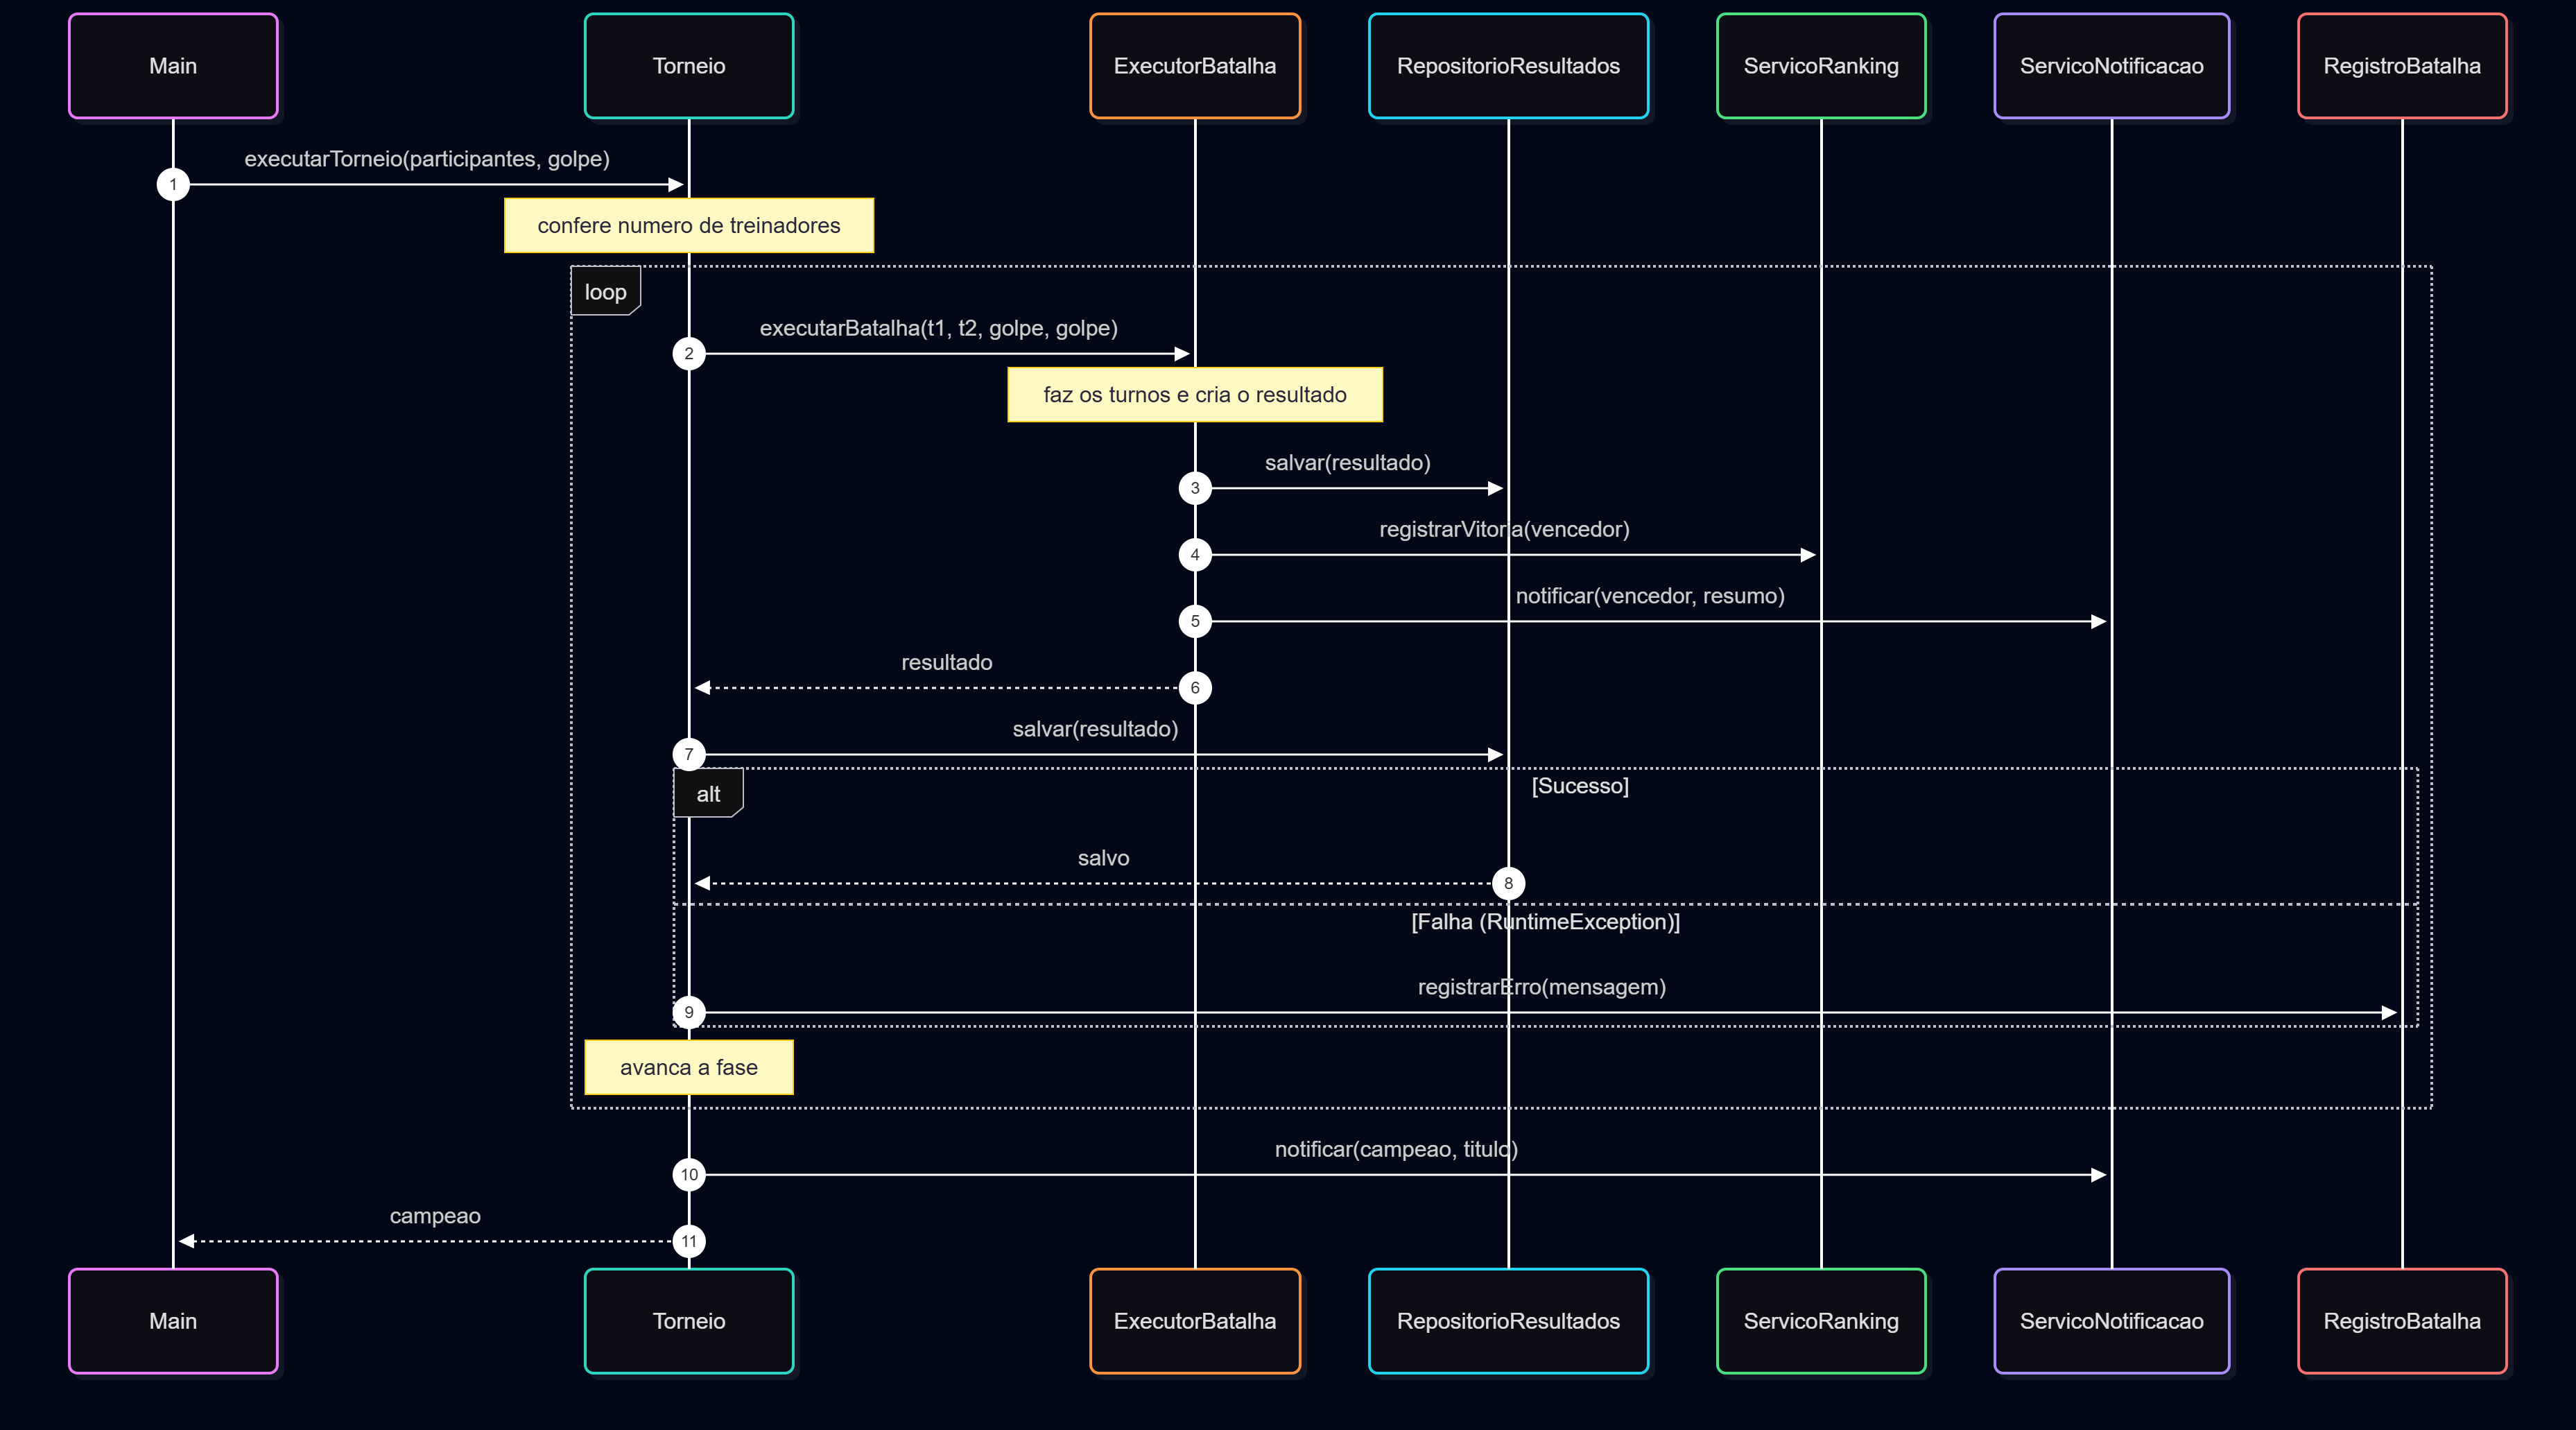 Main
Torneio
ExecutorBatalha
RepositorioResultados
ServicoRanking
ServicoNotificacao
RegistroBatalha
executarTorneio(participantes, golpe)
1
confere numero de treinadores
loop
executarBatalha(t1, t2, golpe, golpe)
2
faz os turnos e cria o resultado
salvar(resultado)
3
registrarVitoria(vencedor)
4
notificar(vencedor, resumo)
5
resultado
6
salvar(resultado)
7
alt
[Sucesso]
salvo
8
[Falha (RuntimeException)]
registrarErro(mensagem)
9
avanca a fase
notificar(campeao, titulo)
10
campeao
11
Main
Torneio
ExecutorBatalha
RepositorioResultados
ServicoRanking
ServicoNotificacao
RegistroBatalha